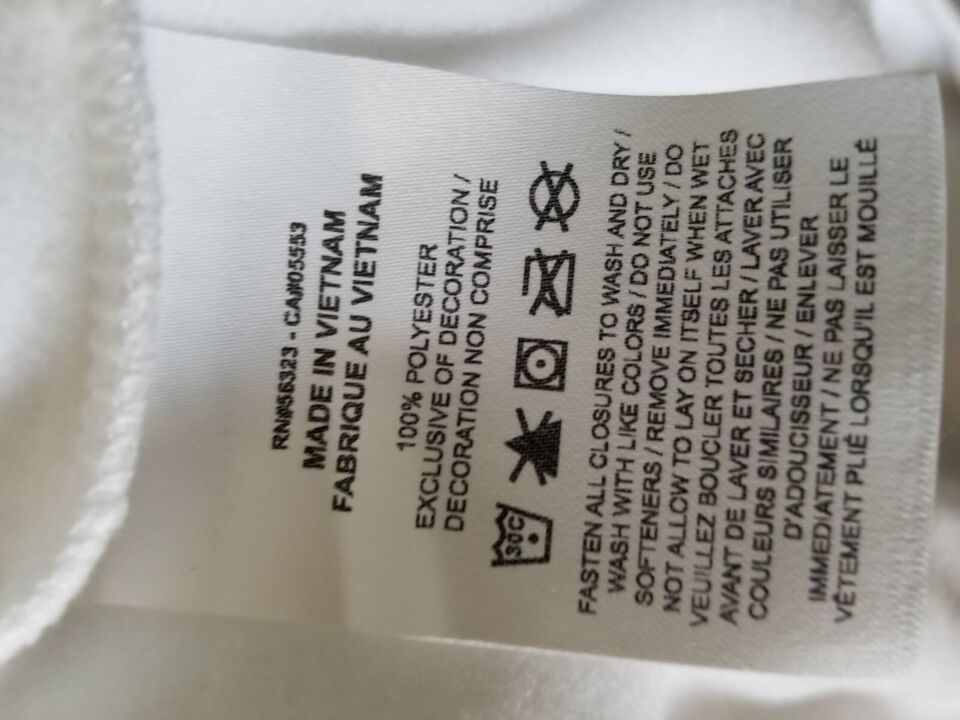 RN#56323 - CA#05553
MADE IN VIETNAM
FABRIQUE AU VIETNAM
100% POLYESTER
EXCLUSIVE OF DECORATION /
DECORATION NON COMPRISE
30C
FASTEN ALL CLOSURES TO WASH AND DRY /
WASH WITH LIKE COLORS / DO NOT USE
SOFTENERS / REMOVE IMMEDIATELY / DO
NOT ALLOW TO LAY ON ITSELF WHEN WET
VEUILLEZ BOUCLER TOUTES LES ATTACHES
AVANT DE LAVER ET SECHER / LAVER AVEC
COULEURS SIMILAIRES / NE PAS UTILISER
D'ADOUCISSEUR / ENLEVER
IMMEDIATEMENT / NE PAS LAISSER LE
VÊTEMENT PLIÉ LORSQU'IL EST MOUILLÉ